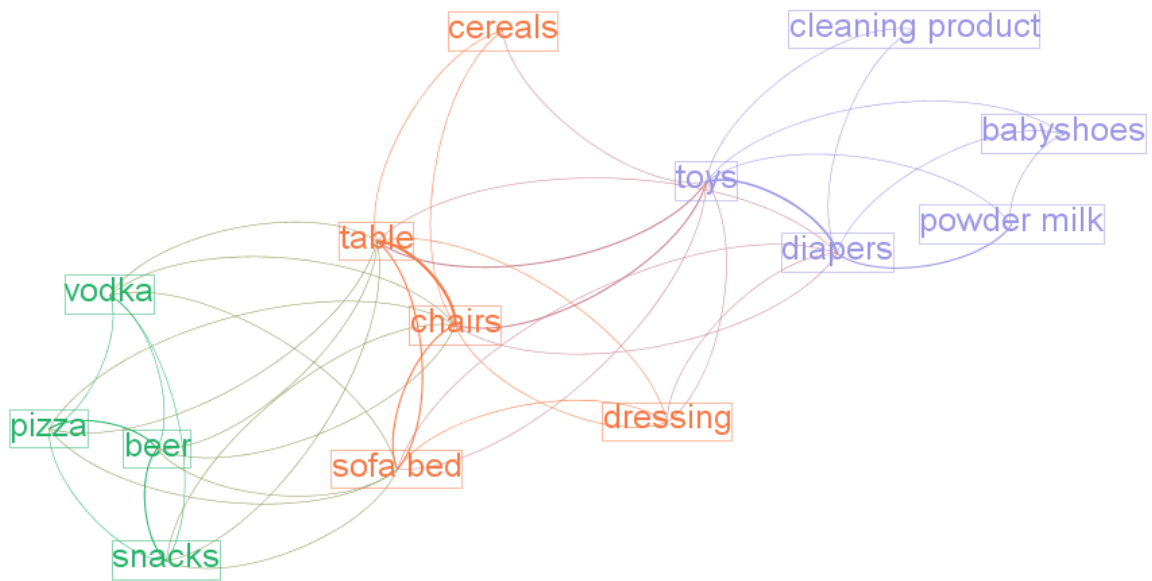 cereals
cleaning product
babyshoes
toys
powder milk
table
diapers
vodka
chairs
pizza
dressing
beer
sofa bed
snacks